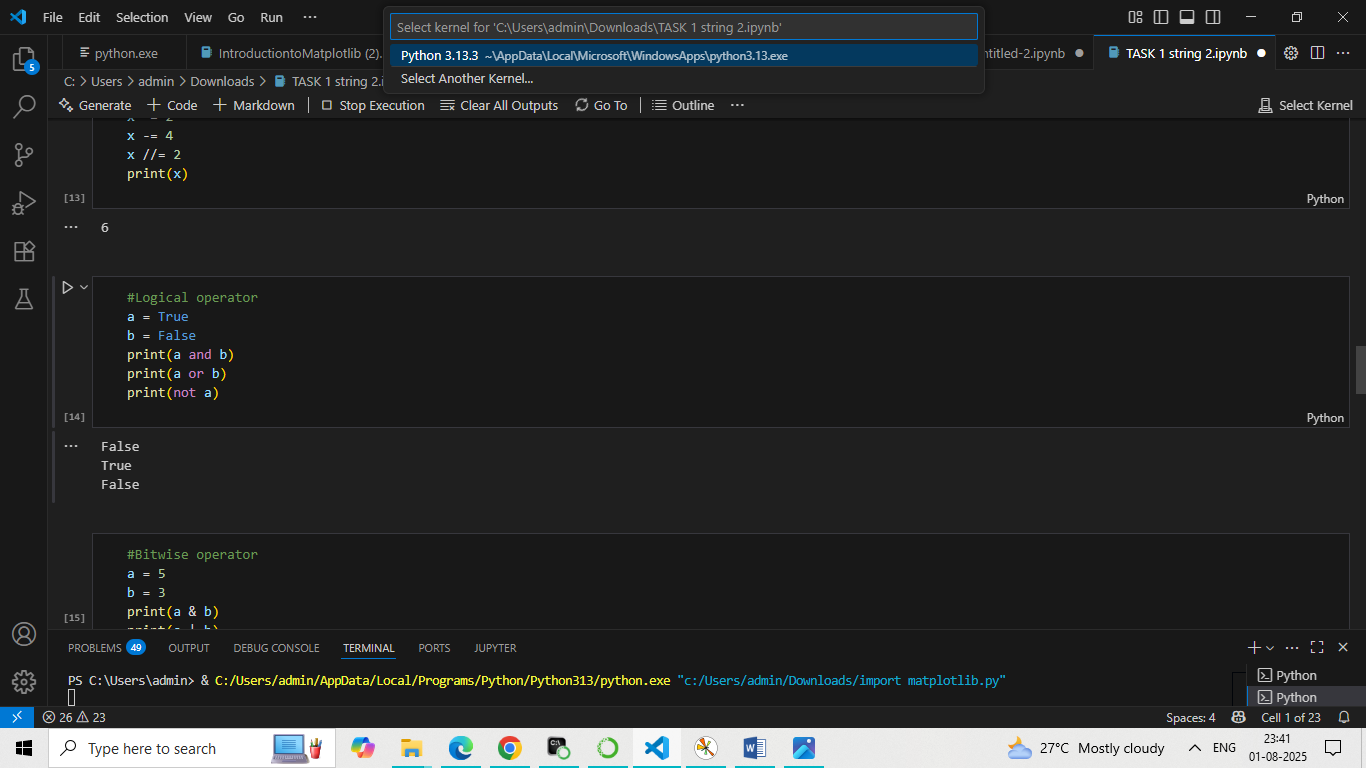 File Edit Selection View Go Run ···
Select kernel for 'C:\Users\admin\Downloads\TASK 1 string 2.ipynb'
Python 3.13.3 ~\AppData\Local\Microsoft\WindowsApps\python3.13.exe
Select Another Kernel...
python.exe
IntroductiontoMatplotlib (2).
ntitled-2.ipynb
TASK 1 string 2.ipynb
C: > Users > admin > Downloads > TASK 1 string 2.i
Generate + Code + Markdown Stop Execution Clear All Outputs Go To Outline ··· Select Kernel
x -= 4
x //= 2
print(x)
[13]
Python
6
#Logical operator
a = True
b = False
print(a and b)
print(a or b)
print(not a)
[14]
Python
False
True
False
#Bitwise operator
a = 5
b = 3
print(a & b)
[15]
print(a | b)
5
PROBLEMS 49 OUTPUT DEBUG CONSOLE TERMINAL PORTS JUPYTER
PS C:\Users\admin> & C:/Users/admin/AppData/Local/Programs/Python/Python313/python.exe "c:/Users/admin/Downloads/import matplotlib.py"
Python
Python
26 23
Spaces: 4 Cell 1 of 23
Type here to search
27°C Mostly cloudy
ENG
23:41
01-08-2025